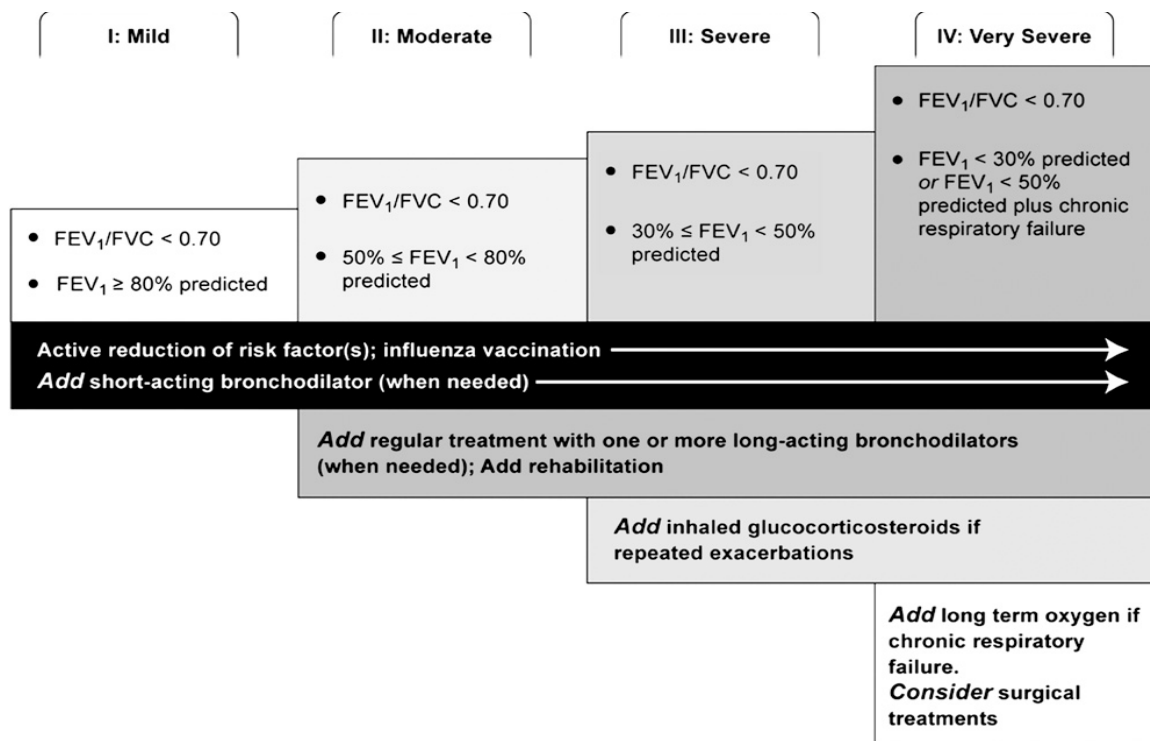 I: Mild
II: Moderate
III: Severe
IV: Very Severe
● FEV₁/FVC < 0.70
● FEV₁ ≥ 80% predicted
● FEV₁/FVC < 0.70
● 50% ≤ FEV₁ < 80%
predicted
● FEV₁/FVC < 0.70
● 30% ≤ FEV₁ < 50%
predicted
● FEV₁/FVC < 0.70
● FEV₁ < 30% predicted
or FEV₁ < 50%
predicted plus chronic
respiratory failure
Active reduction of risk factor(s); influenza vaccination
Add short-acting bronchodilator (when needed)
Add regular treatment with one or more long-acting bronchodilators
(when needed); Add rehabilitation
Add inhaled glucocorticosteroids if
repeated exacerbations
Add long term oxygen if
chronic respiratory
failure.
Consider surgical
treatments